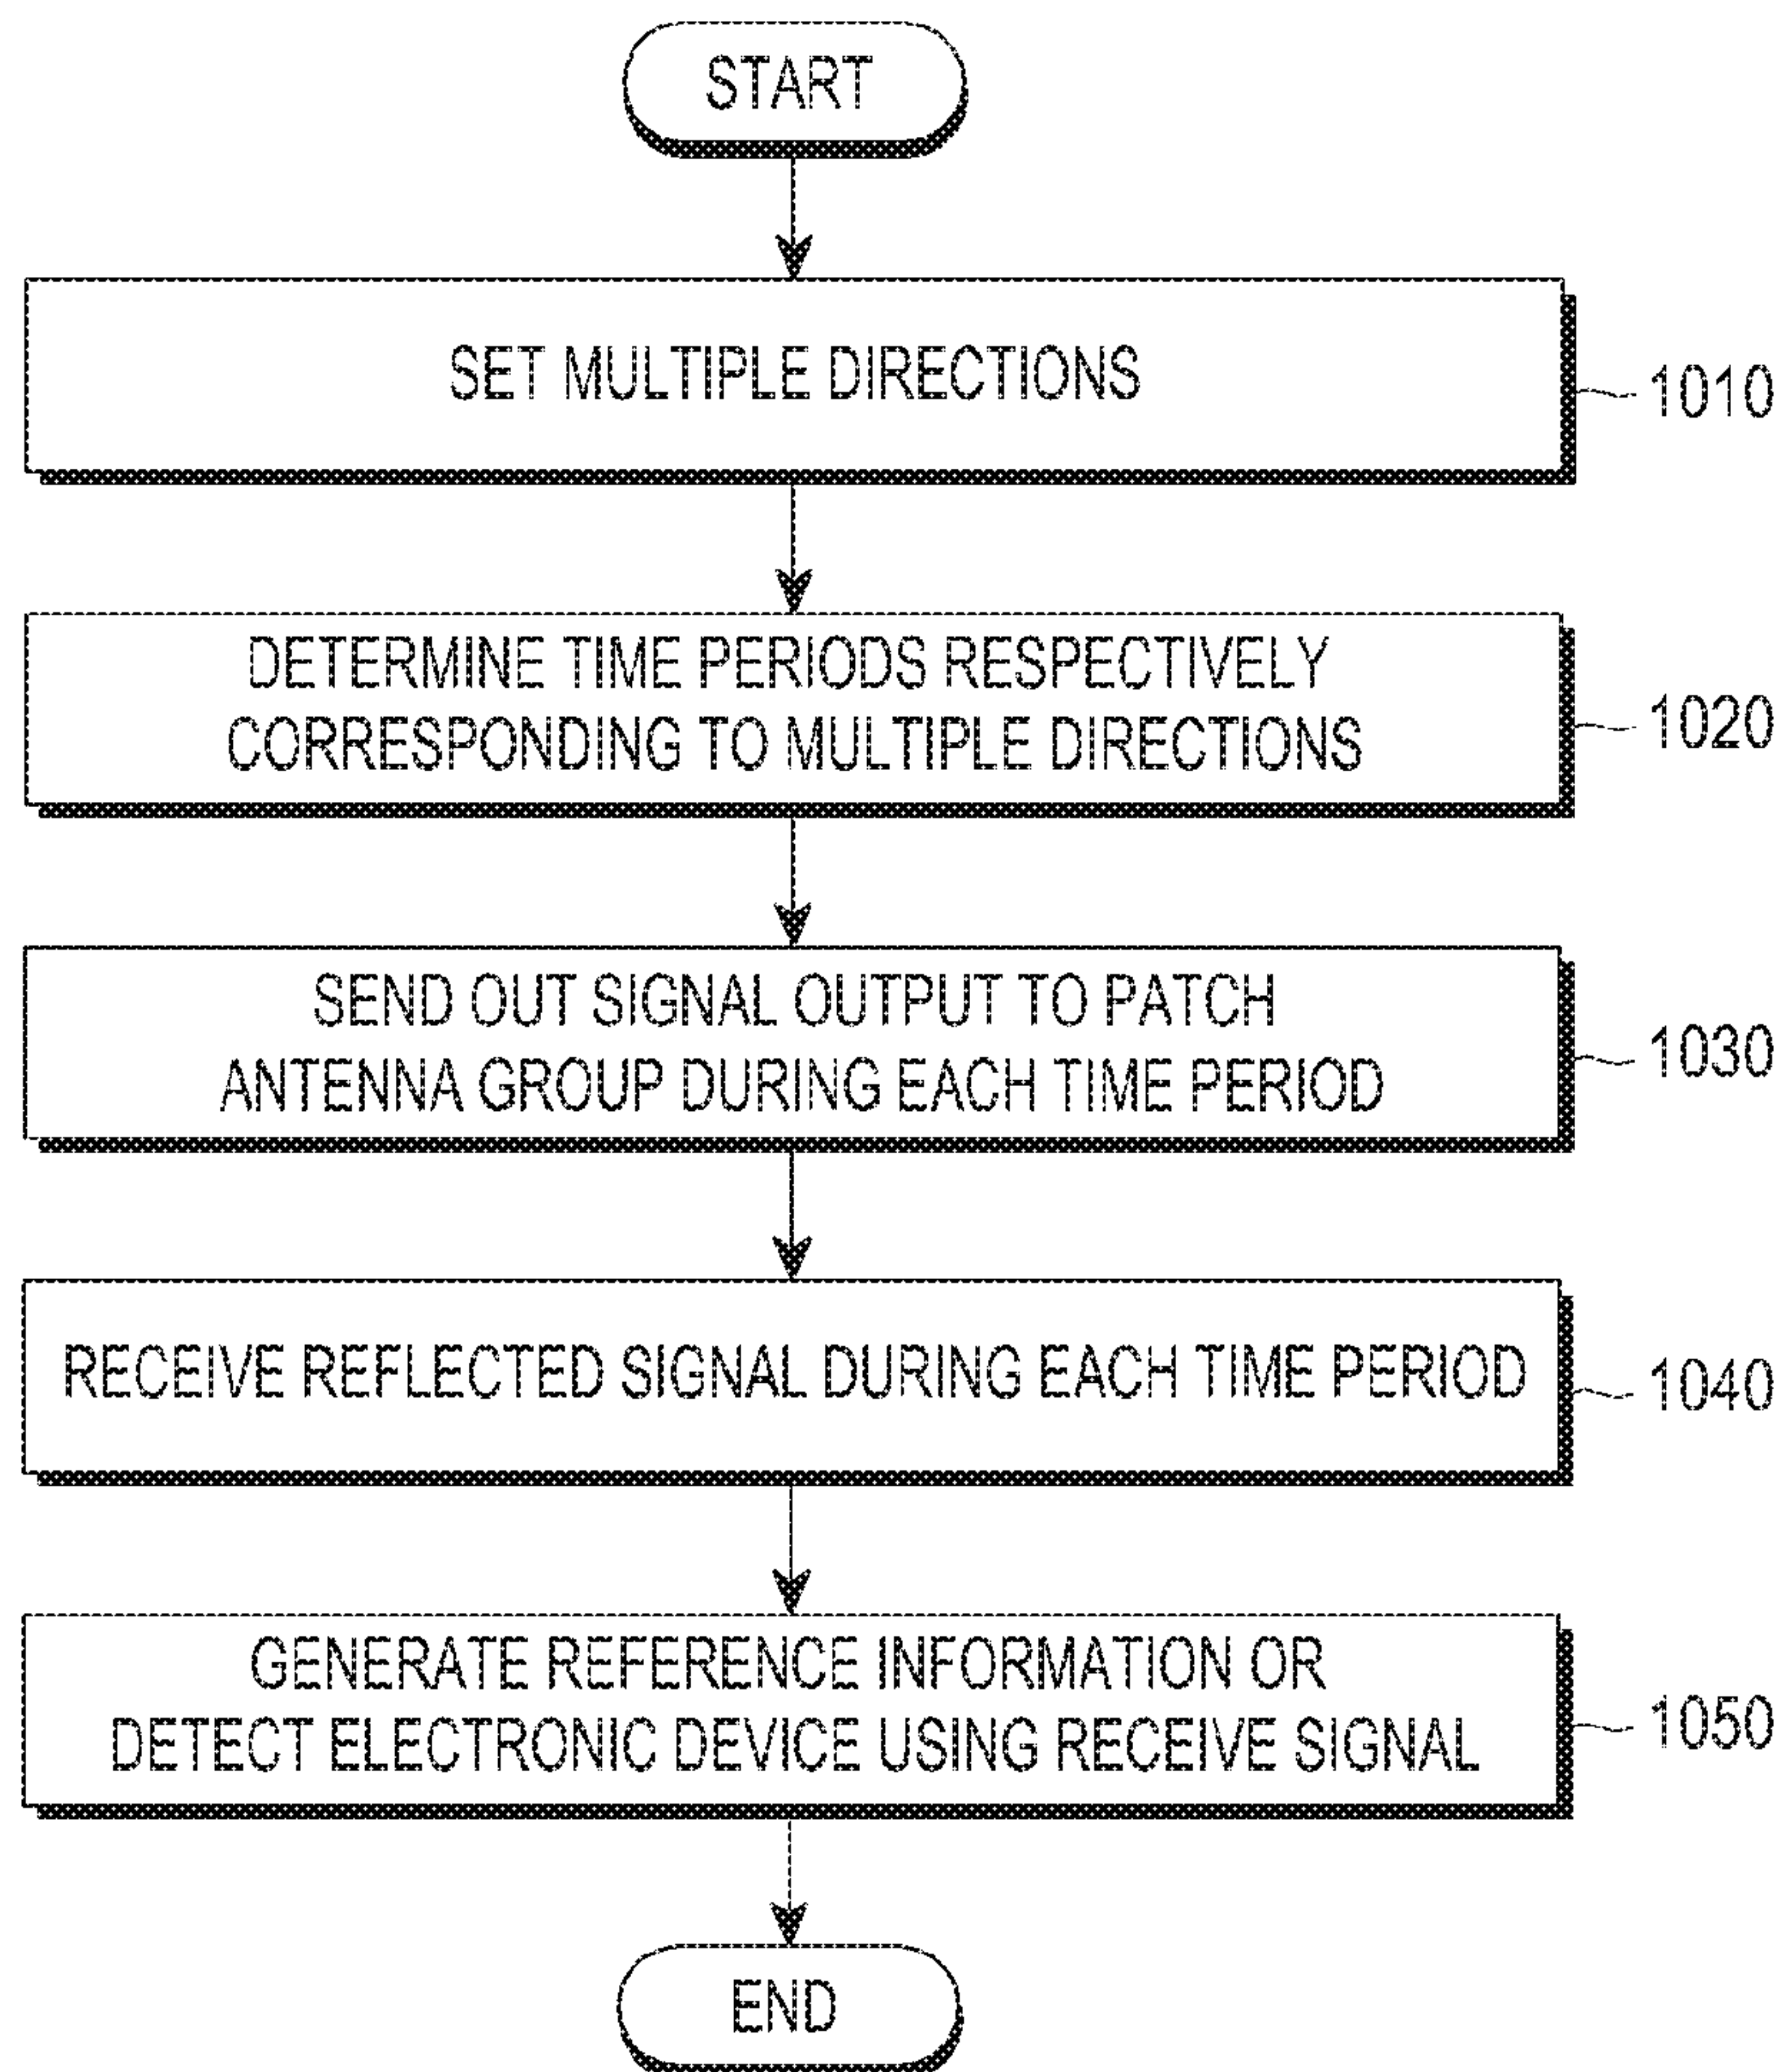 START
SET MULTIPLE DIRECTIONS
1010
DETERMINE TIME PERIODS RESPECTIVELY
CORRESPONDING TO MULTIPLE DIRECTIONS
1020
SEND OUT SIGNAL OUTPUT TO PATCH
ANTENNA GROUP DURING EACH TIME PERIOD
1030
RECEIVE REFLECTED SIGNAL DURING EACH TIME PERIOD
1040
GENERATE REFERENCE INFORMATION OR
DETECT ELECTRONIC DEVICE USING RECEIVE SIGNAL
1050
END